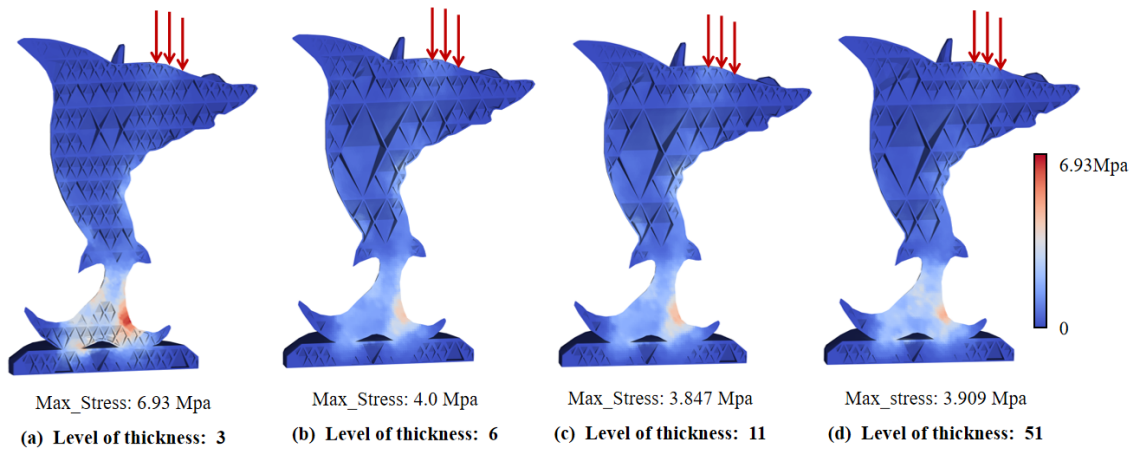 6.93Mpa
0
Max_Stress: 6.93 Mpa
Max_Stress: 4.0 Mpa
Max_Stress: 3.847 Mpa
Max_stress: 3.909 Mpa
(a) Level of thickness: 3
(b) Level of thickness: 6
(c) Level of thickness: 11
(d) Level of thickness: 51